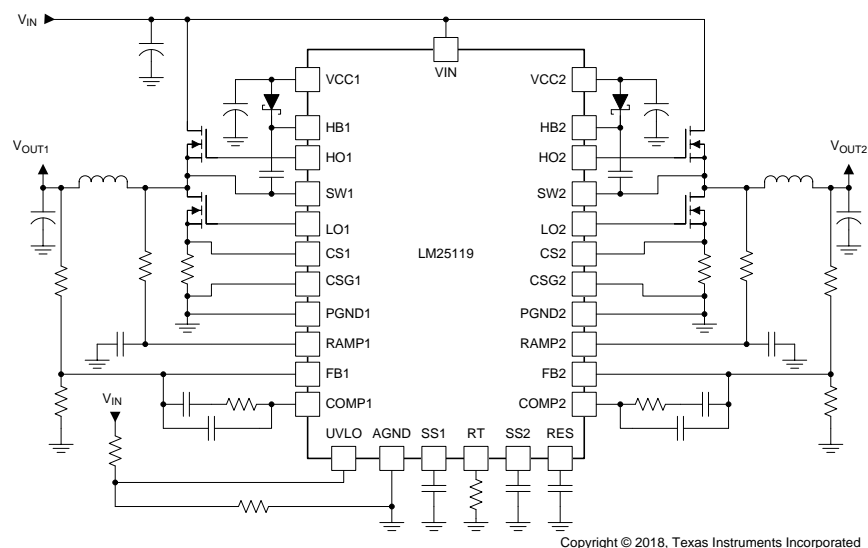 VIN
VIN
VCC1
VCC2
HB1
HB2
VOUT1
HO1
HO2
VOUT2
SW1
SW2
LO1
LO2
CS1
LM25119
CS2
CSG1
CSG2
PGND1
PGND2
RAMP1
RAMP2
FB1
FB2
VIN
COMP1
COMP2
UVLO
AGND
SS1
RT
SS2
RES
Copyright © 2018, Texas Instruments Incorporated